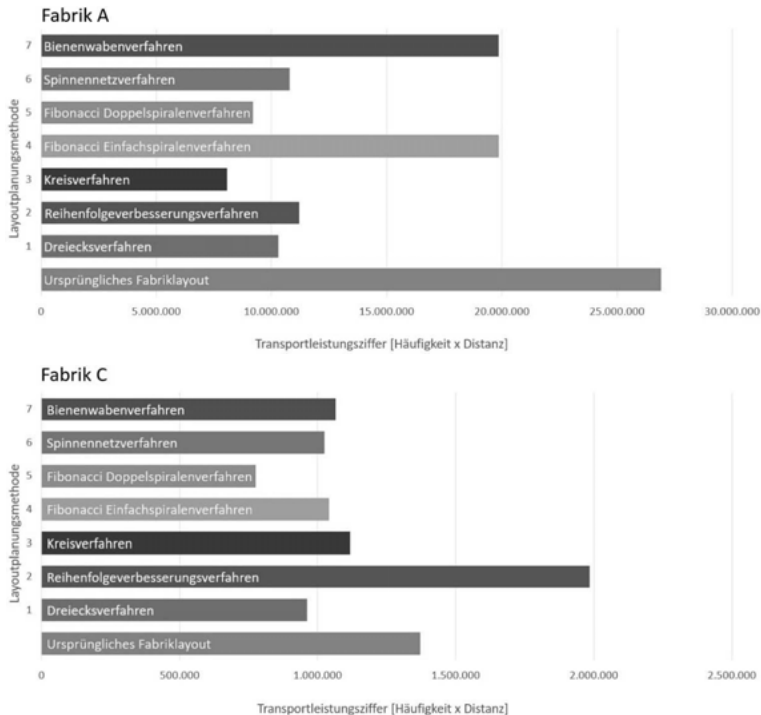 Fabrik A
Layoutplanungsmethode
7 Bienenwabenverfahren
6 Spinnennetzverfahren
5 Fibonacci Doppelspiralenverfahren
4 Fibonacci Einfachspiralenverfahren
3 Kreisverfahren
2 Reihenfolgeverbesserungsverfahren
1 Dreiecksverfahren
Ursprüngliches Fabriklayout
0 5.000.000 10.000.000 15.000.000 20.000.000 25.000.000 30.000.000
Transportleistungsziffer [Häufigkeit x Distanz]
Fabrik C
Layoutplanungsmethode
7 Bienenwabenverfahren
6 Spinnennetzverfahren
5 Fibonacci Doppelspiralenverfahren
4 Fibonacci Einfachspiralenverfahren
3 Kreisverfahren
2 Reihenfolgeverbesserungsverfahren
1 Dreiecksverfahren
Ursprüngliches Fabriklayout
0 500.000 1.000.000 1.500.000 2.000.000 2.500.000
Transportleistungsziffer [Häufigkeit x Distanz]